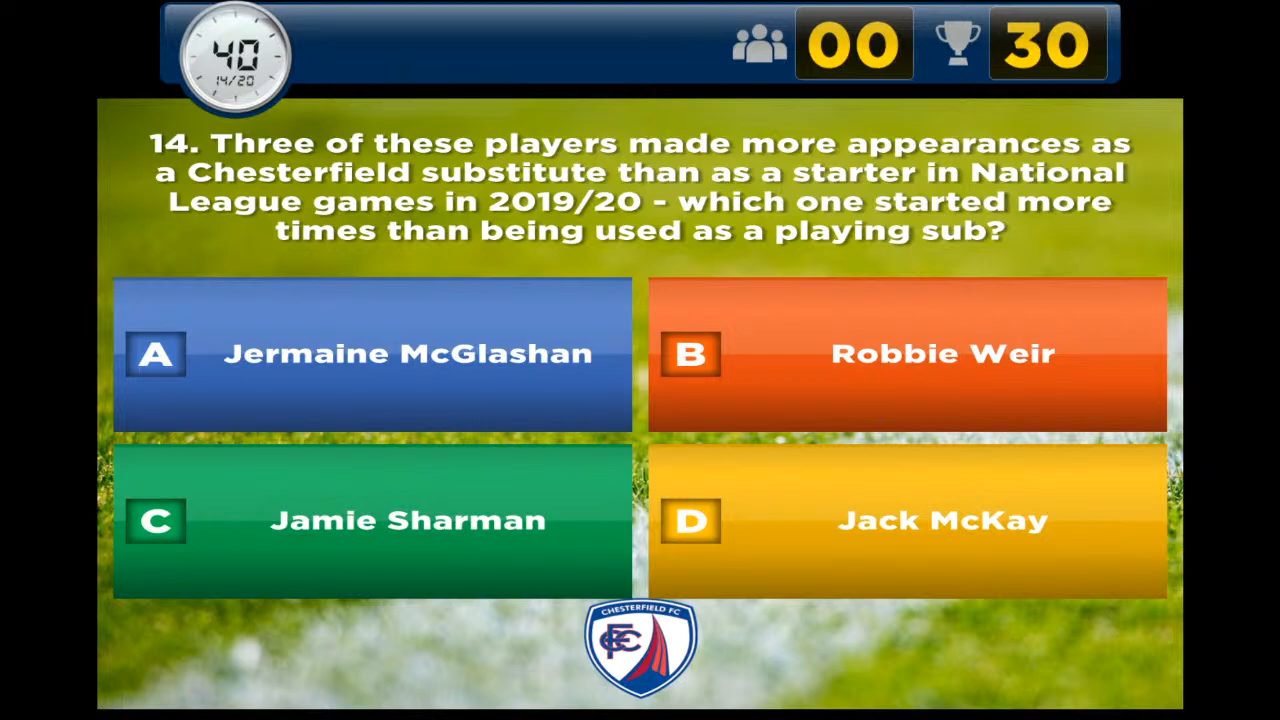 40
14/20
00
30
14. Three of these players made more appearances as
a Chesterfield substitute than as a starter in National
League games in 2019/20 - which one started more
times than being used as a playing sub?
A Jermaine McGlashan
B Robbie Weir
C Jamie Sharman
D Jack McKay
CHESTERFIELD FC